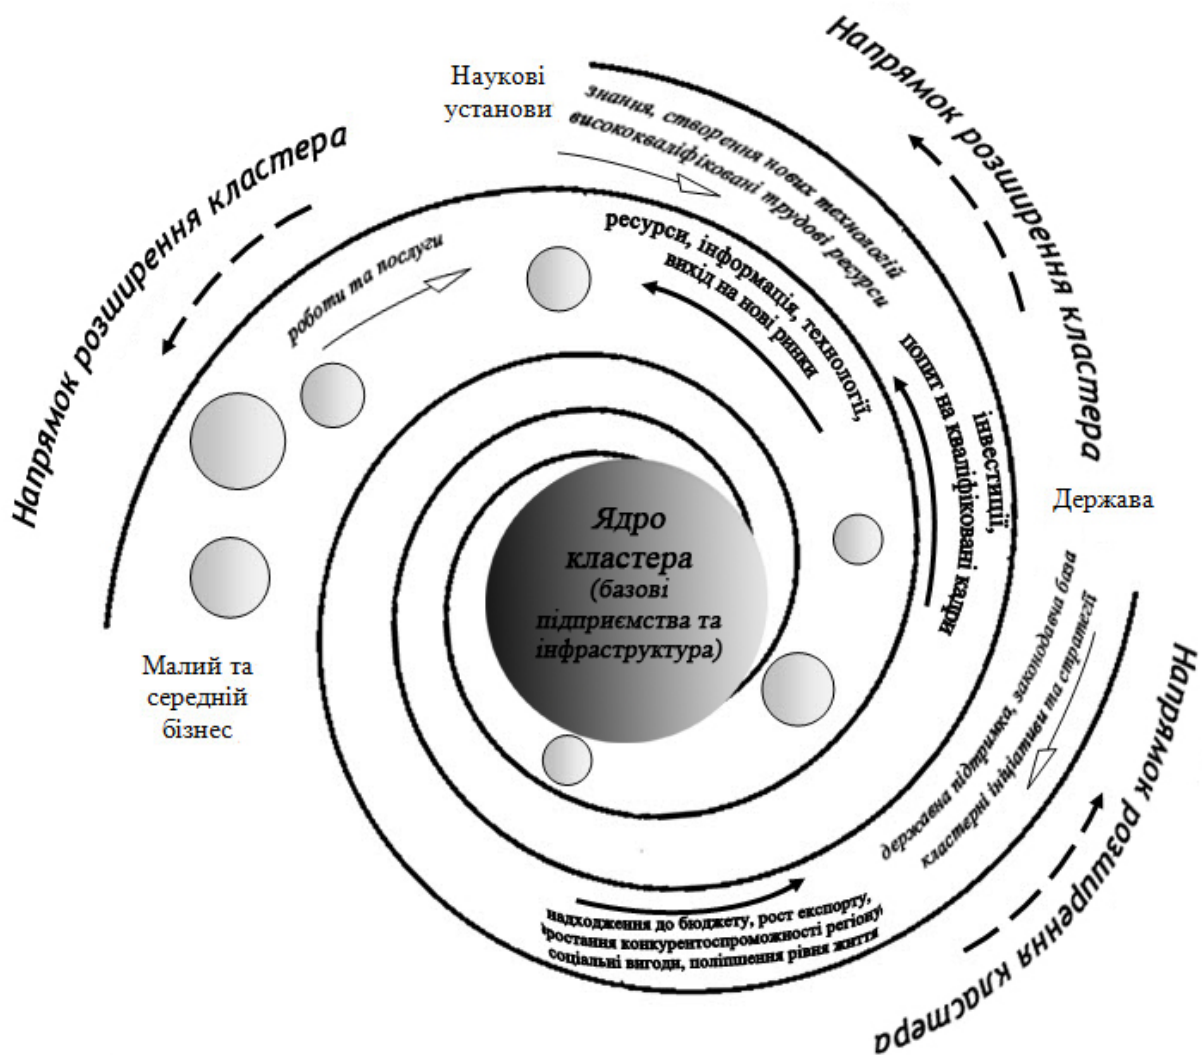 Напрямок розширення кластера
Наукові
установи
знання, створення нових технологій
висококваліфіковані трудові ресурси
Напрямок розширення кластера
роботи та послуги
ресурси, інформація, технології,
вихід на нові ринки
інвестиції,
попит на кваліфіковані кадри
Держава
Ядро
кластера
(базові
підприємства та
інфраструктура)
Малий та
середній
бізнес
державна підтримка, законодавча база
кластерні ініціативи та стратегії
Напрямок розширення кластера
надходження до бюджету, рост експорту,
зростання конкурентоспроможності регіону,
соціальні вигоди, поліпшення рівня життя